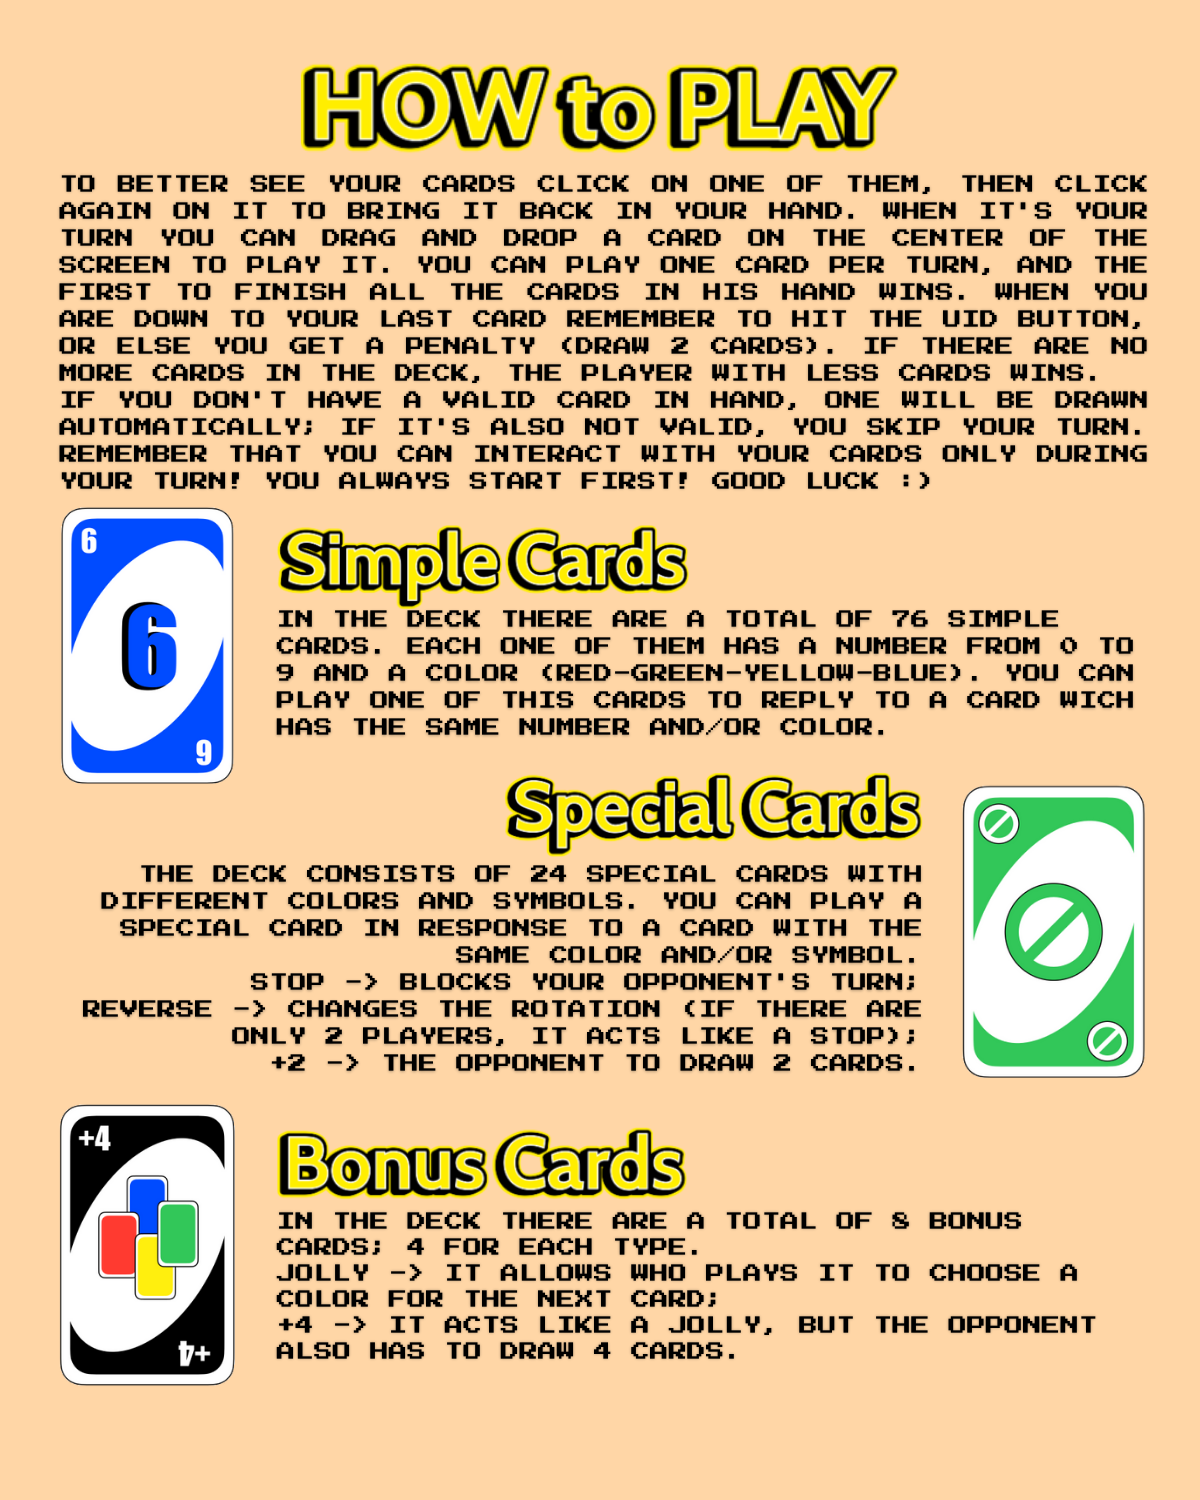 HOW to PLAY
TO BETTER SEE YOUR CARDS CLICK ON ONE OF THEM, THEN CLICK
AGAIN ON IT TO BRING IT BACK IN YOUR HAND. WHEN IT'S YOUR
TURN YOU CAN DRAG AND DROP A CARD ON THE CENTER OF THE
SCREEN TO PLAY IT. YOU CAN PLAY ONE CARD PER TURN, AND THE
FIRST TO FINISH ALL THE CARDS IN HIS HAND WINS. WHEN YOU
ARE DOWN TO YOUR LAST CARD REMEMBER TO HIT THE UID BUTTON,
OR ELSE YOU GET A PENALTY (DRAW 2 CARDS). IF THERE ARE NO
MORE CARDS IN THE DECK, THE PLAYER WITH LESS CARDS WINS.
IF YOU DON'T HAVE A VALID CARD IN HAND, ONE WILL BE DRAWN
AUTOMATICALLY; IF IT'S ALSO NOT VALID, YOU SKIP YOUR TURN.
REMEMBER THAT YOU CAN INTERACT WITH YOUR CARDS ONLY DURING
YOUR TURN! YOU ALWAYS START FIRST! GOOD LUCK :)
6
6
6
Simple Cards
IN THE DECK THERE ARE A TOTAL OF 76 SIMPLE
CARDS. EACH ONE OF THEM HAS A NUMBER FROM 0 TO
9 AND A COLOR (RED-GREEN-YELLOW-BLUE). YOU CAN
PLAY ONE OF THIS CARDS TO REPLY TO A CARD WICH
HAS THE SAME NUMBER AND/OR COLOR.
Special Cards
THE DECK CONSISTS OF 24 SPECIAL CARDS WITH
DIFFERENT COLORS AND SYMBOLS. YOU CAN PLAY A
SPECIAL CARD IN RESPONSE TO A CARD WITH THE
SAME COLOR AND/OR SYMBOL.
STOP -> BLOCKS YOUR OPPONENT'S TURN;
REVERSE -> CHANGES THE ROTATION (IF THERE ARE
ONLY 2 PLAYERS, IT ACTS LIKE A STOP);
+2 -> THE OPPONENT TO DRAW 2 CARDS.
+4
+4
Bonus Cards
IN THE DECK THERE ARE A TOTAL OF 8 BONUS
CARDS; 4 FOR EACH TYPE.
JOLLY -> IT ALLOWS WHO PLAYS IT TO CHOOSE A
COLOR FOR THE NEXT CARD;
+4 -> IT ACTS LIKE A JOLLY, BUT THE OPPONENT
ALSO HAS TO DRAW 4 CARDS.